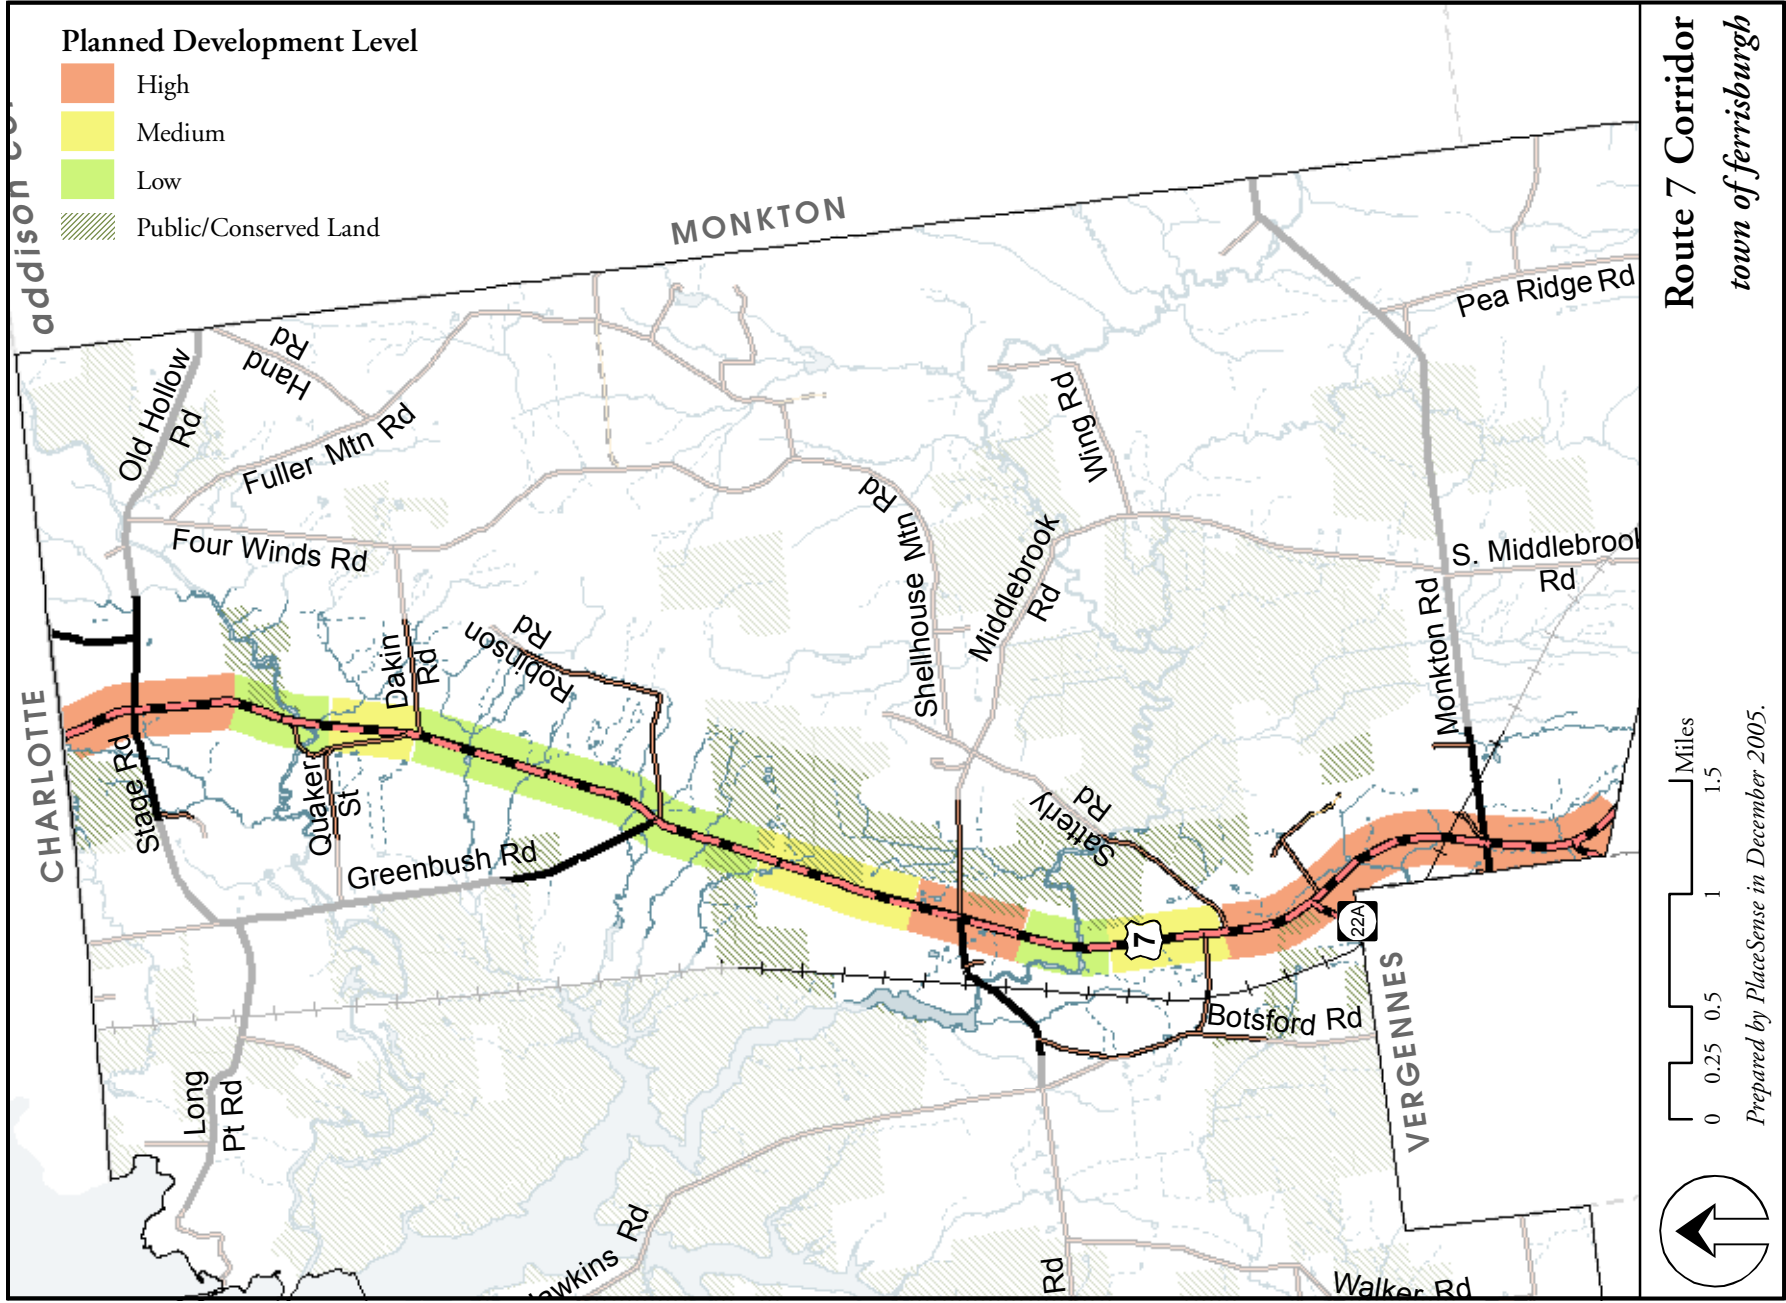 Planned Development Level
High
Medium
Low
Public/Conserved Land
addison
MONKTON
CHARLOTTE
VERGENNES
Old Hollow
Rd
Hand
Rd
Fuller Mtn Rd
Four Winds Rd
Dakin
Rd
Robinson
Rd
Stage Rd
Quaker
St
Greenbush Rd
Long
Pt Rd
Shellhouse Mtn Rd
Middlebrook
Rd
Wing Rd
Satterly
Rd
Monkton Rd
Pea Ridge Rd
S. Middlebrook
Rd
7
22A
Botsford Rd
awkins Rd
Rd
Walker Rd
Route 7 Corridor
town of ferrisburgh
Miles
0 0.25 0.5 1 1.5
Prepared by PlaceSense in December 2005.